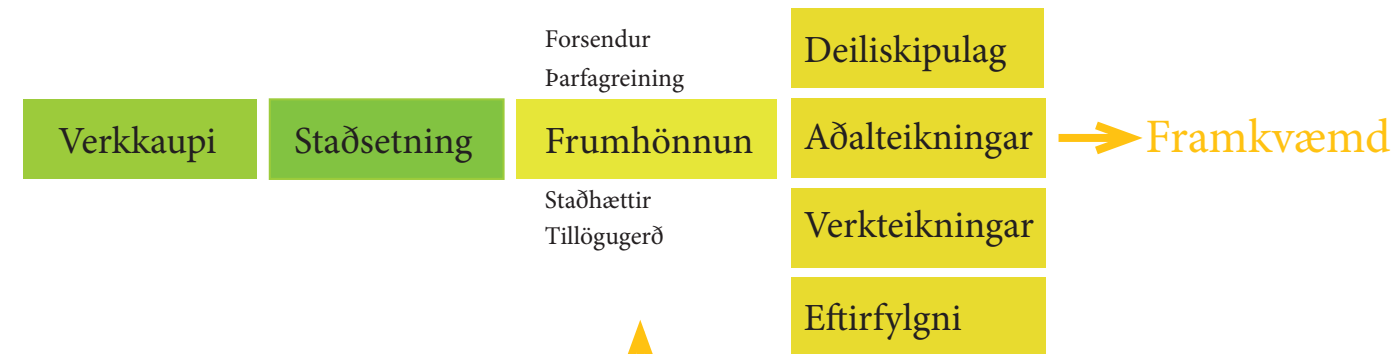 Verkkaupi
Staðsetning
Forsendur
Þarfagreining
Frumhönnun
Staðhættir
Tillögugerð
Deiliskipulag
Aðalteikningar
Verkteikningar
Eftirfylgni
Framkvæmd